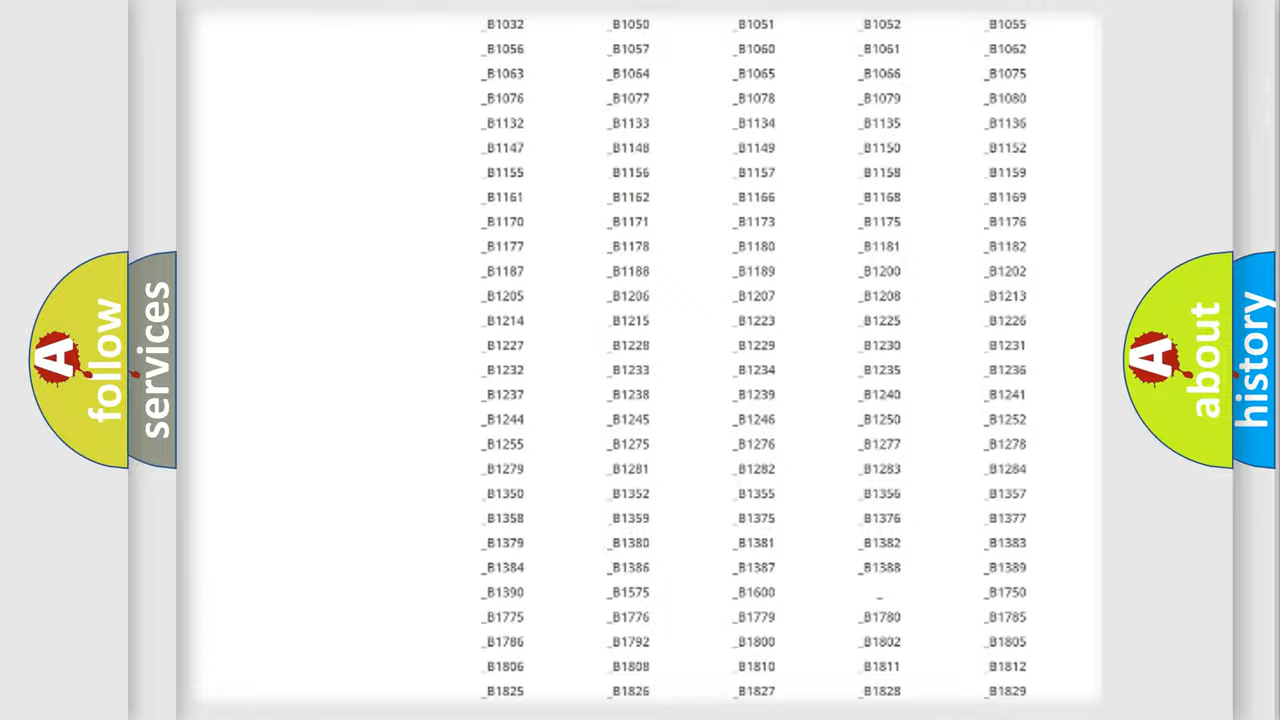 _B1032 _B1050 _B1051 _B1052 _B1055
_B1056 _B1057 _B1060 _B1061 _B1062
_B1063 _B1064 _B1065 _B1066 _B1075
_B1076 _B1077 _B1078 _B1079 _B1080
_B1132 _B1133 _B1134 _B1135 _B1136
_B1147 _B1148 _B1149 _B1150 _B1152
_B1155 _B1156 _B1157 _B1158 _B1159
_B1161 _B1162 _B1166 _B1168 _B1169
_B1170 _B1171 _B1173 _B1175 _B1176
_B1177 _B1178 _B1180 _B1181 _B1182
_B1187 _B1188 _B1189 _B1200 _B1202
_B1205 _B1206 _B1207 _B1208 _B1213
_B1214 _B1215 _B1223 _B1225 _B1226
_B1227 _B1228 _B1229 _B1230 _B1231
_B1232 _B1233 _B1234 _B1235 _B1236
_B1237 _B1238 _B1239 _B1240 _B1241
_B1244 _B1245 _B1246 _B1250 _B1252
_B1255 _B1275 _B1276 _B1277 _B1278
_B1279 _B1281 _B1282 _B1283 _B1284
_B1350 _B1352 _B1355 _B1356 _B1357
_B1358 _B1359 _B1375 _B1376 _B1377
_B1379 _B1380 _B1381 _B1382 _B1383
_B1384 _B1386 _B1387 _B1388 _B1389
_B1390 _B1575 _B1600 _ _B1750
_B1775 _B1776 _B1779 _B1780 _B1785
_B1786 _B1792 _B1800 _B1802 _B1805
_B1806 _B1808 _B1810 _B1811 _B1812
_B1825 _B1826 _B1827 _B1828 _B1829
A
follow
services
A
about
history